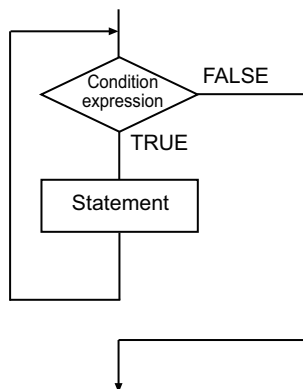 Condition
expression
FALSE
TRUE
Statement